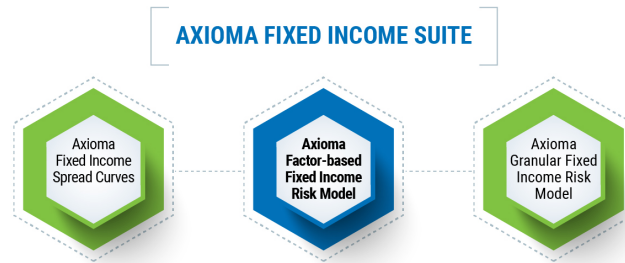 AXIOMA FIXED INCOME SUITE
Axioma
Fixed Income
Spread Curves
Axioma
Factor-based
Fixed Income
Risk Model
Axioma
Granular Fixed
Income Risk
Model